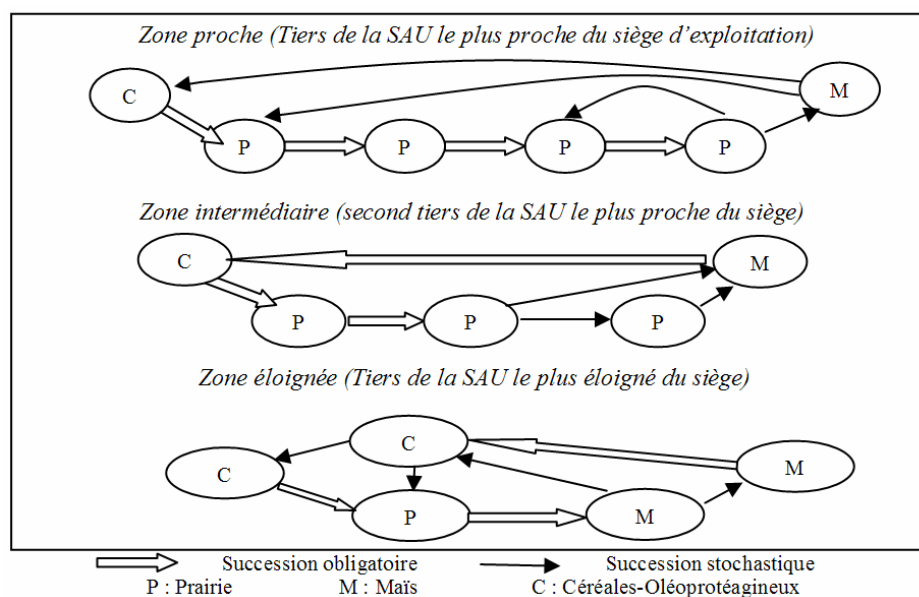 Zone proche (Tiers de la SAU le plus proche du siège d'exploitation)
C
M
P
P
P
P
Zone intermédiaire (second tiers de la SAU le plus proche du siège)
C
M
P
P
P
Zone éloignée (Tiers de la SAU le plus éloigné du siège)
C
C
M
P
M
Succession obligatoire
Succession stochastique
P : Prairie
M : Maïs
C : Céréales-Oléoprotéagineux